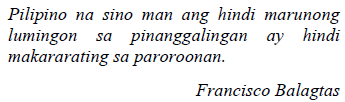 Pilipino na sino man ang hindi marunong
lumingon sa pinanggalingan ay hindi
makararating sa paroroonan.
Francisco Balagtas